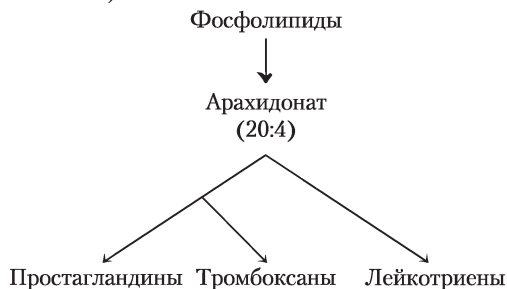 Фосфолипиды
Арахидонат
(20:4)
Простагландины Тромбоксаны Лейкотриены